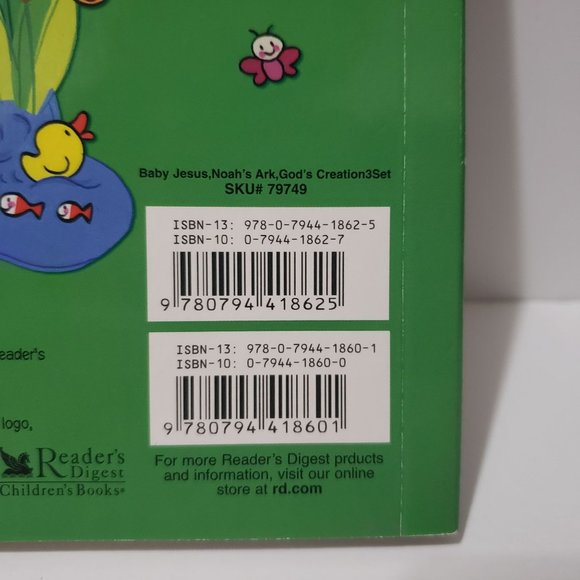 Baby Jesus,Noah's Ark,God's Creation3Set
SKU# 79749
ISBN-13: 978-0-7944-1862-5
ISBN-10: 0-7944-1862-7
9 780794 418625
ISBN-13: 978-0-7944-1860-1
ISBN-10: 0-7944-1860-0
9 780794 418601
eader's
logo,
Reader's
Digest
Children's Books®
For more Reader's Digest prducts
and information, visit our online
store at rd.com